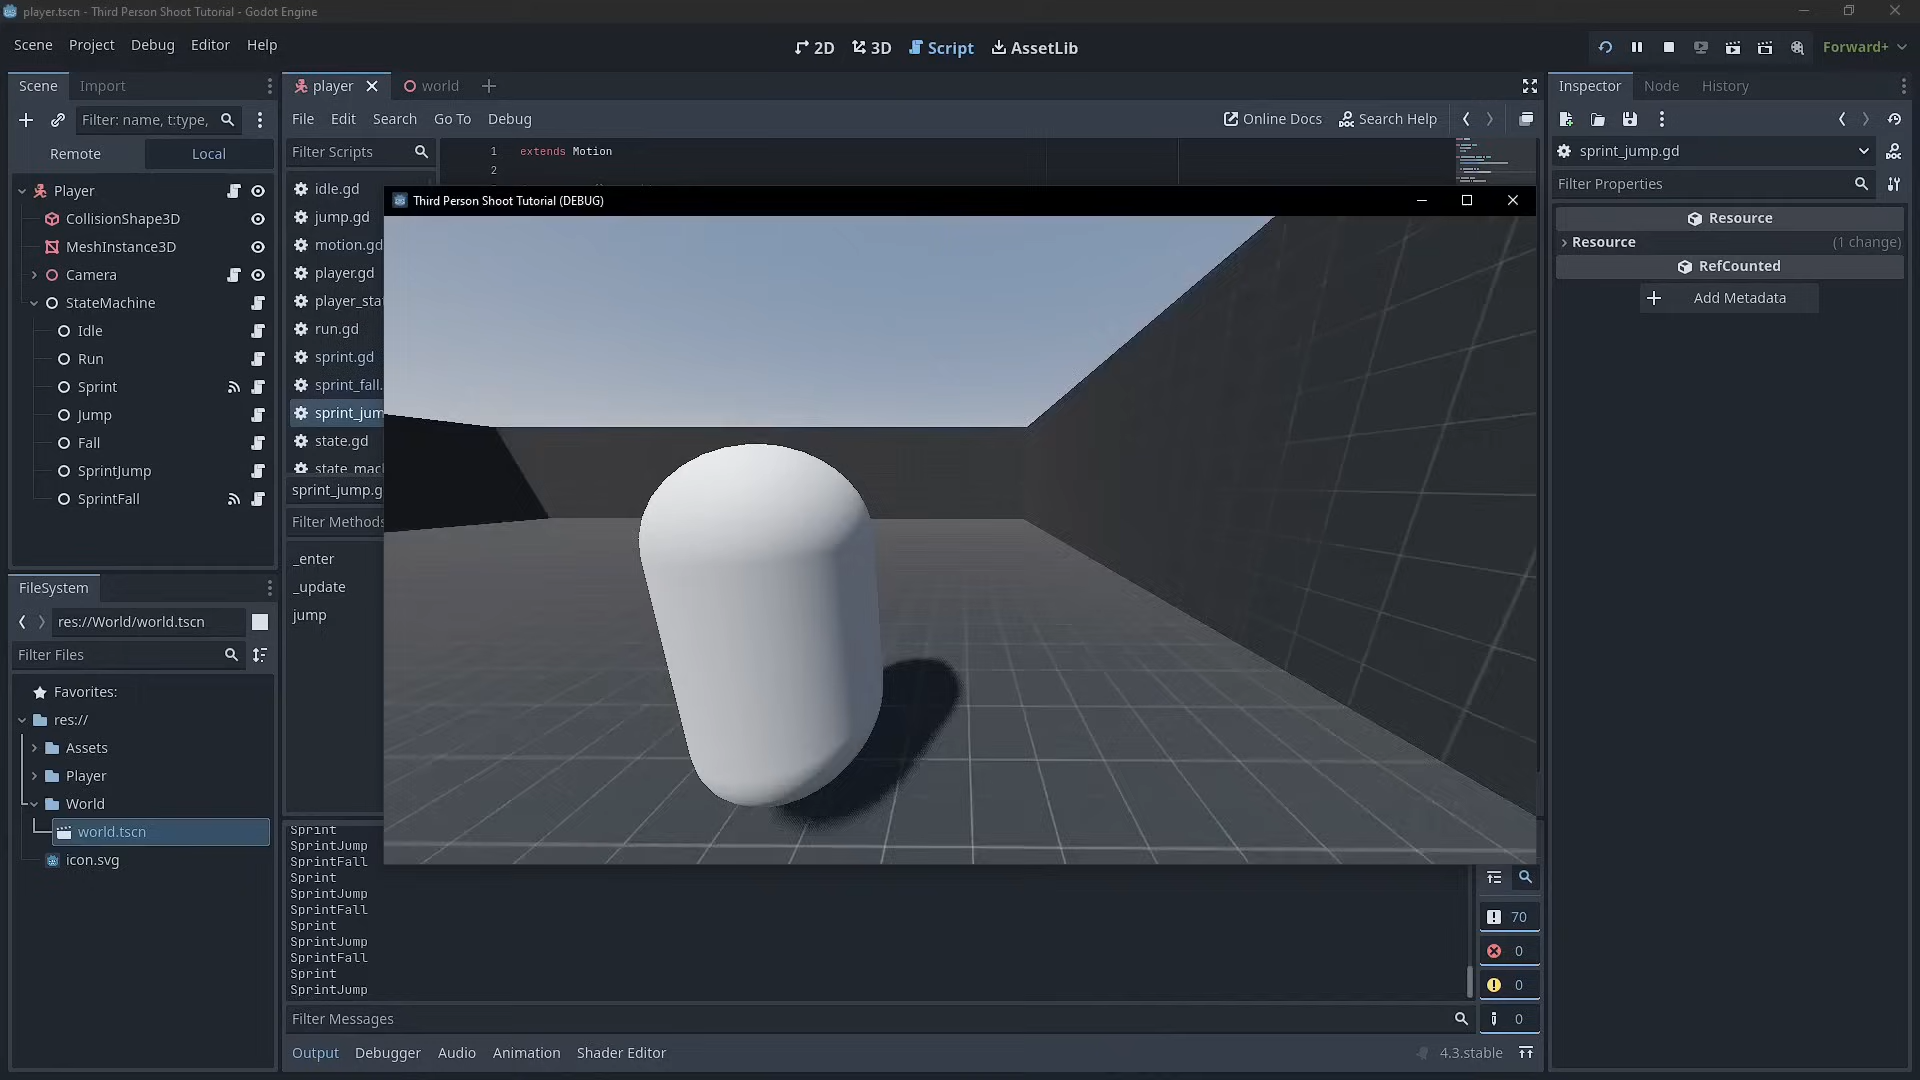 player.tscn - Third Person Shoot Tutorial - Godot Engine
Scene Project Debug Editor Help
2D 3D Script AssetLib
Forward+
Scene Import
player world
Inspector Node History
Filter: name, t:type,
File Edit Search Go To Debug
Online Docs Search Help
Remote Local
Filter Scripts
1 extends Motion
2
sprint_jump.gd
Filter Properties
Player
CollisionShape3D
MeshInstance3D
Camera
StateMachine
Idle
Run
Sprint
Jump
Fall
SprintJump
SprintFall
idle.gd
jump.gd
motion.gd
player.gd
player_sta
run.gd
sprint.gd
sprint_fall.
sprint_jum
state.gd
state_mac
sprint_jump.g
Filter Methods
_enter
_update
jump
Third Person Shoot Tutorial (DEBUG)
Resource
Resource (1 change)
RefCounted
Add Metadata
FileSystem
res://World/world.tscn
Filter Files
Favorites:
res://
Assets
Player
World
world.tscn
icon.svg
Sprint
SprintJump
SprintFall
Sprint
SprintJump
SprintFall
Sprint
SprintJump
SprintFall
Sprint
SprintJump
70
0
0
0
Filter Messages
Output Debugger Audio Animation Shader Editor
4.3.stable